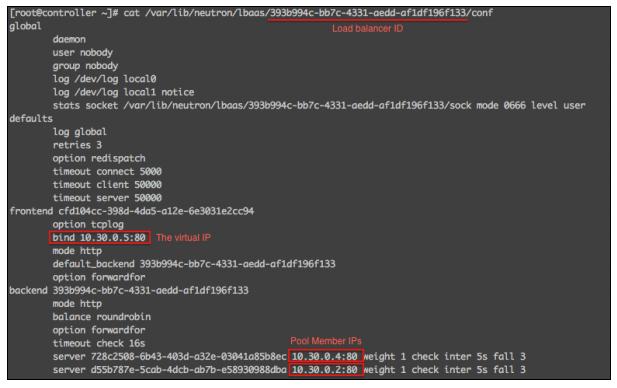 [root@controller ~]# cat /var/lib/neutron/lbaas/393b994c-bb7c-4331-aedd-af1df196f133/conf
global
Load balancer ID
daemon
user nobody
group nobody
log /dev/log local0
log /dev/log local1 notice
stats socket /var/lib/neutron/lbaas/393b994c-bb7c-4331-aedd-af1df196f133/sock mode 0666 level user
defaults
log global
retries 3
option redispatch
timeout connect 5000
timeout client 50000
timeout server 50000
frontend cfd104cc-398d-4da5-a12e-6e3031e2cc94
option tcplog
bind 10.30.0.5:80 The virtual IP
mode http
default_backend 393b994c-bb7c-4331-aedd-af1df196f133
option forwardfor
backend 393b994c-bb7c-4331-aedd-af1df196f133
mode http
balance roundrobin
option forwardfor
timeout check 16s
Pool Member IPs
server 728c2508-6b43-403d-a32e-03041a85b8ec 10.30.0.4:80 weight 1 check inter 5s fall 3
server d55b787e-5cab-4dcb-ab7b-e58930988dba 10.30.0.2:80 weight 1 check inter 5s fall 3